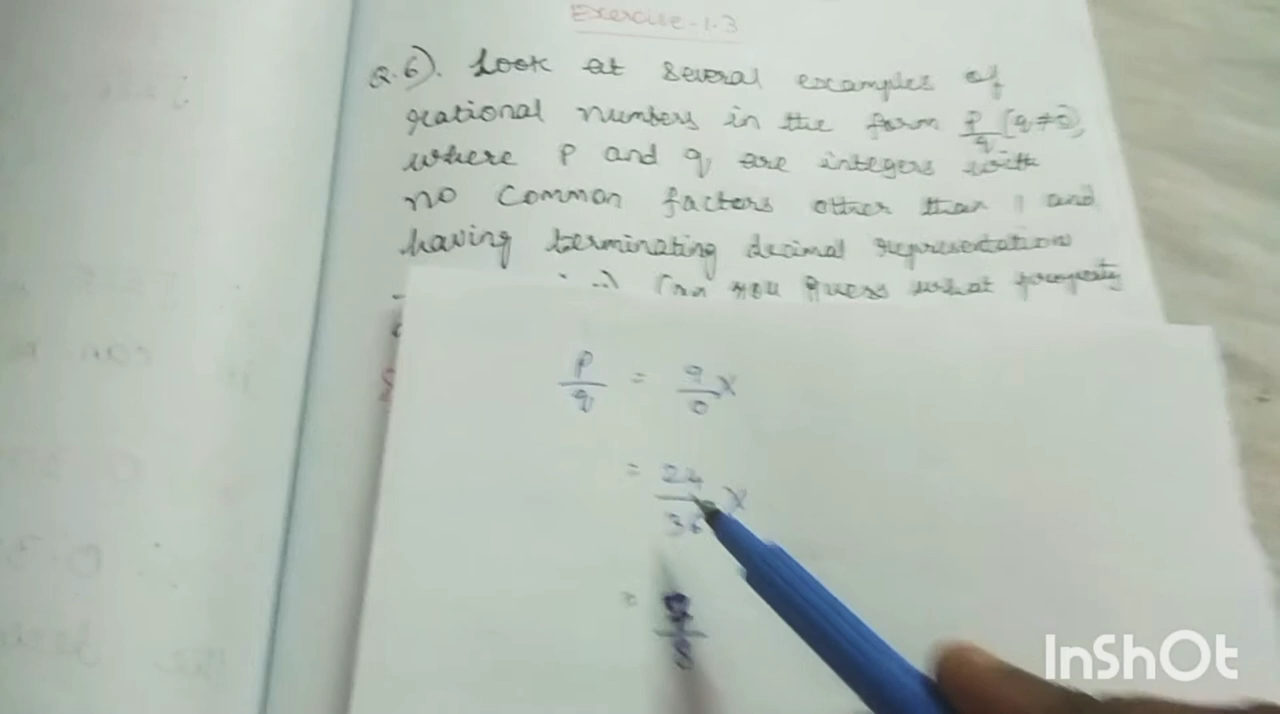 Exercise-1.3
Q.6). Look at several examples of
rational numbers in the form p/q (q≠0),
where P and q are integers with
no common factors other than 1 and
having terminating decimal representation
Can you guess what property
P/q = 9/0 X
= 24/36 X
=
InShOt